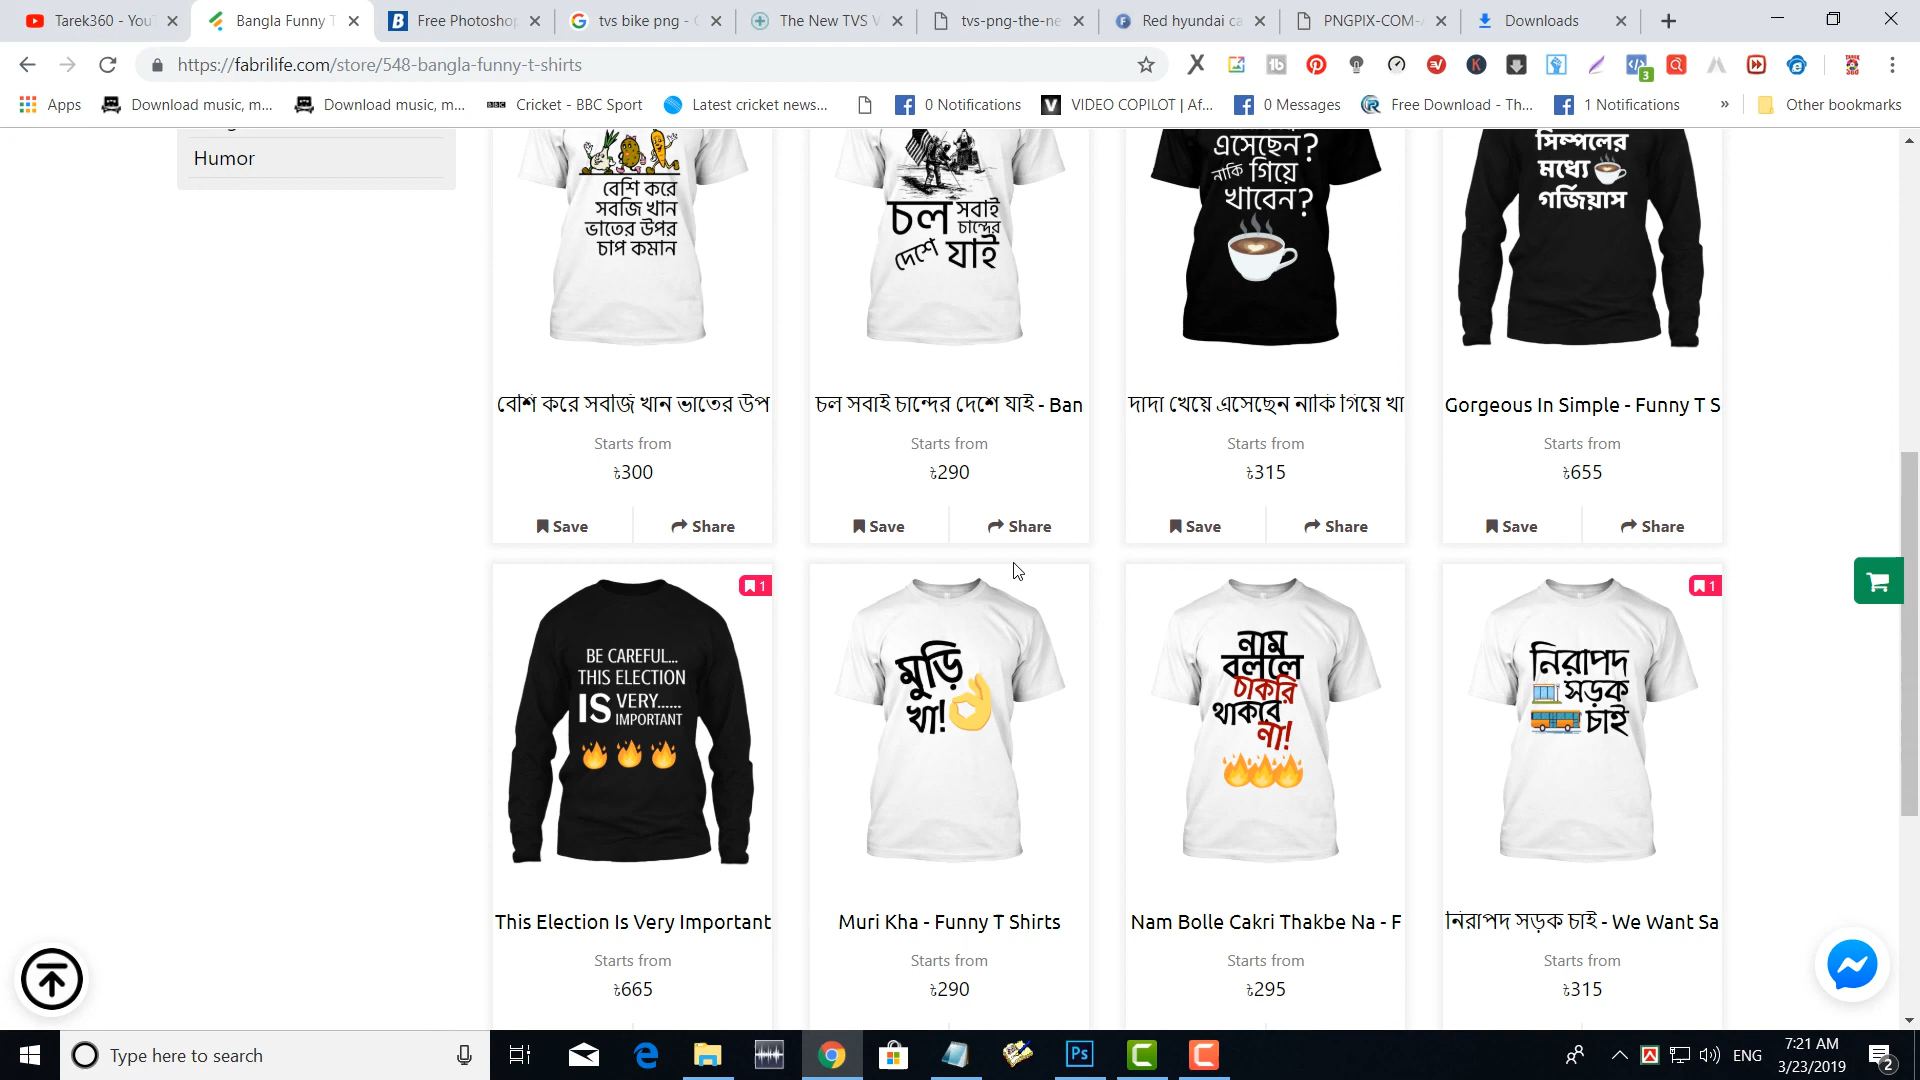 Tarek360 - You
Bangla Funny T
Free Photoshop
tvs bike png - G
The New TVS V
tvs-png-the-ne
Red hyundai ca
PNGPIX-COM-
Downloads
https://fabrilife.com/store/548-bangla-funny-t-shirts
3
Apps
Download music, m...
Download music, m...
Cricket - BBC Sport
Latest cricket news...
0 Notifications
VIDEO COPILOT | Af...
0 Messages
Free Download - Th...
1 Notifications
»
Other bookmarks
Humor
বেশি করে
সবজি খান
ভাতের উপর
চাপ কমান
চল সবাই
চান্দের
দেশে যাই
এসেছেন?
নাকি গিয়ে
খাবেন?
সিম্পলের
মধ্যে
গর্জিয়াস
বেশি করে সবজি খান ভাতের উপ
চল সবাই চান্দের দেশে যাই - Ban
দাদা খেয়ে এসেছেন নাকি গিয়ে খা
Gorgeous In Simple - Funny T S
Starts from
Starts from
Starts from
Starts from
৳300
৳290
৳315
৳655
Save
Share
Save
Share
Save
Share
Save
Share
1
1
BE CAREFUL...
THIS ELECTION
IS VERY......
IMPORTANT
মুড়ি
খা!
নাম
বললে
চাকরি
থাকবে
না!
নিরাপদ
সড়ক
চাই
This Election Is Very Important
Muri Kha - Funny T Shirts
Nam Bolle Cakri Thakbe Na - F
নিরাপদ সড়ক চাই - We Want Sa
Starts from
Starts from
Starts from
Starts from
৳665
৳290
৳295
৳315
Type here to search
Ps
ENG
7:21 AM
3/23/2019
2